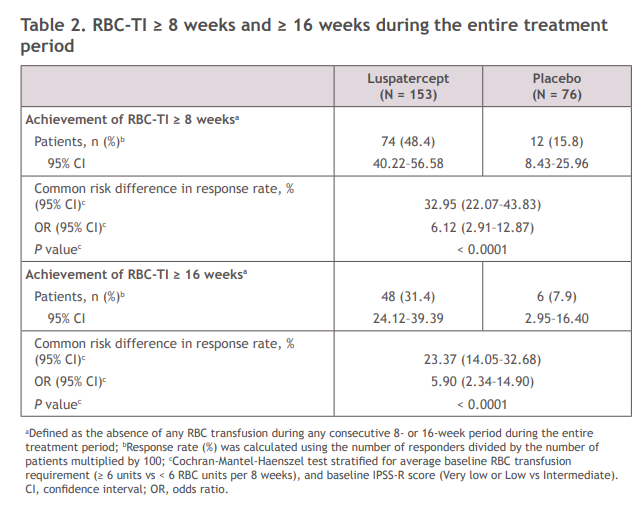 Table 2. RBC-TI ≥ 8 weeks and ≥ 16 weeks during the entire treatment
period
Luspatercept
(N = 153)
Placebo
(N = 76)
Achievement of RBC-TI ≥ 8 weeksᵃ
Patients, n (%)ᵇ 74 (48.4) 12 (15.8)
95% CI 40.22–56.58 8.43–25.96
Common risk difference in response rate, %
(95% CI)ᶜ 32.95 (22.07–43.83)
OR (95% CI)ᶜ 6.12 (2.91–12.87)
P valueᶜ < 0.0001
Achievement of RBC-TI ≥ 16 weeksᵃ
Patients, n (%)ᵇ 48 (31.4) 6 (7.9)
95% CI 24.12–39.39 2.95–16.40
Common risk difference in response rate, %
(95% CI)ᶜ 23.37 (14.05–32.68)
OR (95% CI)ᶜ 5.90 (2.34–14.90)
P valueᶜ < 0.0001
ᵃDefined as the absence of any RBC transfusion during any consecutive 8- or 16-week period during the entire
treatment period; ᵇResponse rate (%) was calculated using the number of responders divided by the number of
patients multiplied by 100; ᶜCochran-Mantel-Haenszel test stratified for average baseline RBC transfusion
requirement (≥ 6 units vs < 6 RBC units per 8 weeks), and baseline IPSS-R score (Very low or Low vs Intermediate).
CI, confidence interval; OR, odds ratio.